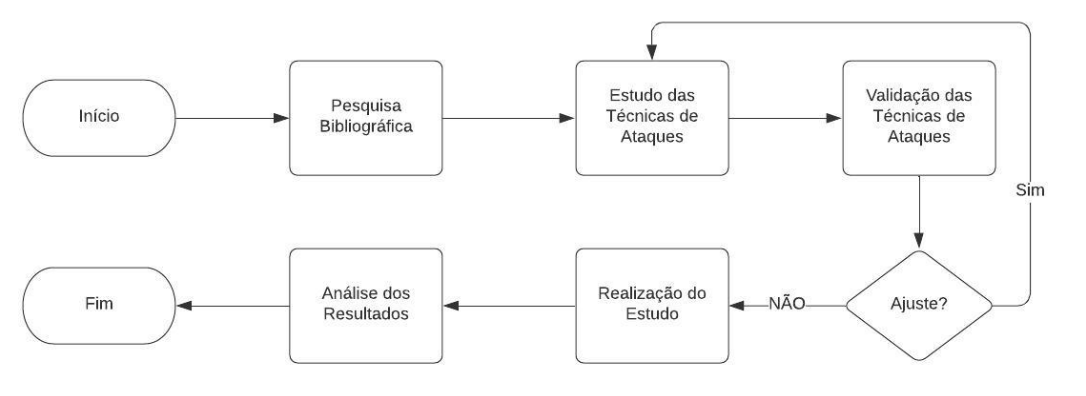 Início
Pesquisa
Bibliográfica
Estudo das
Técnicas de
Ataques
Validação das
Técnicas de
Ataques
Sim
Ajuste?
NÃO
Realização do
Estudo
Análise dos
Resultados
Fim